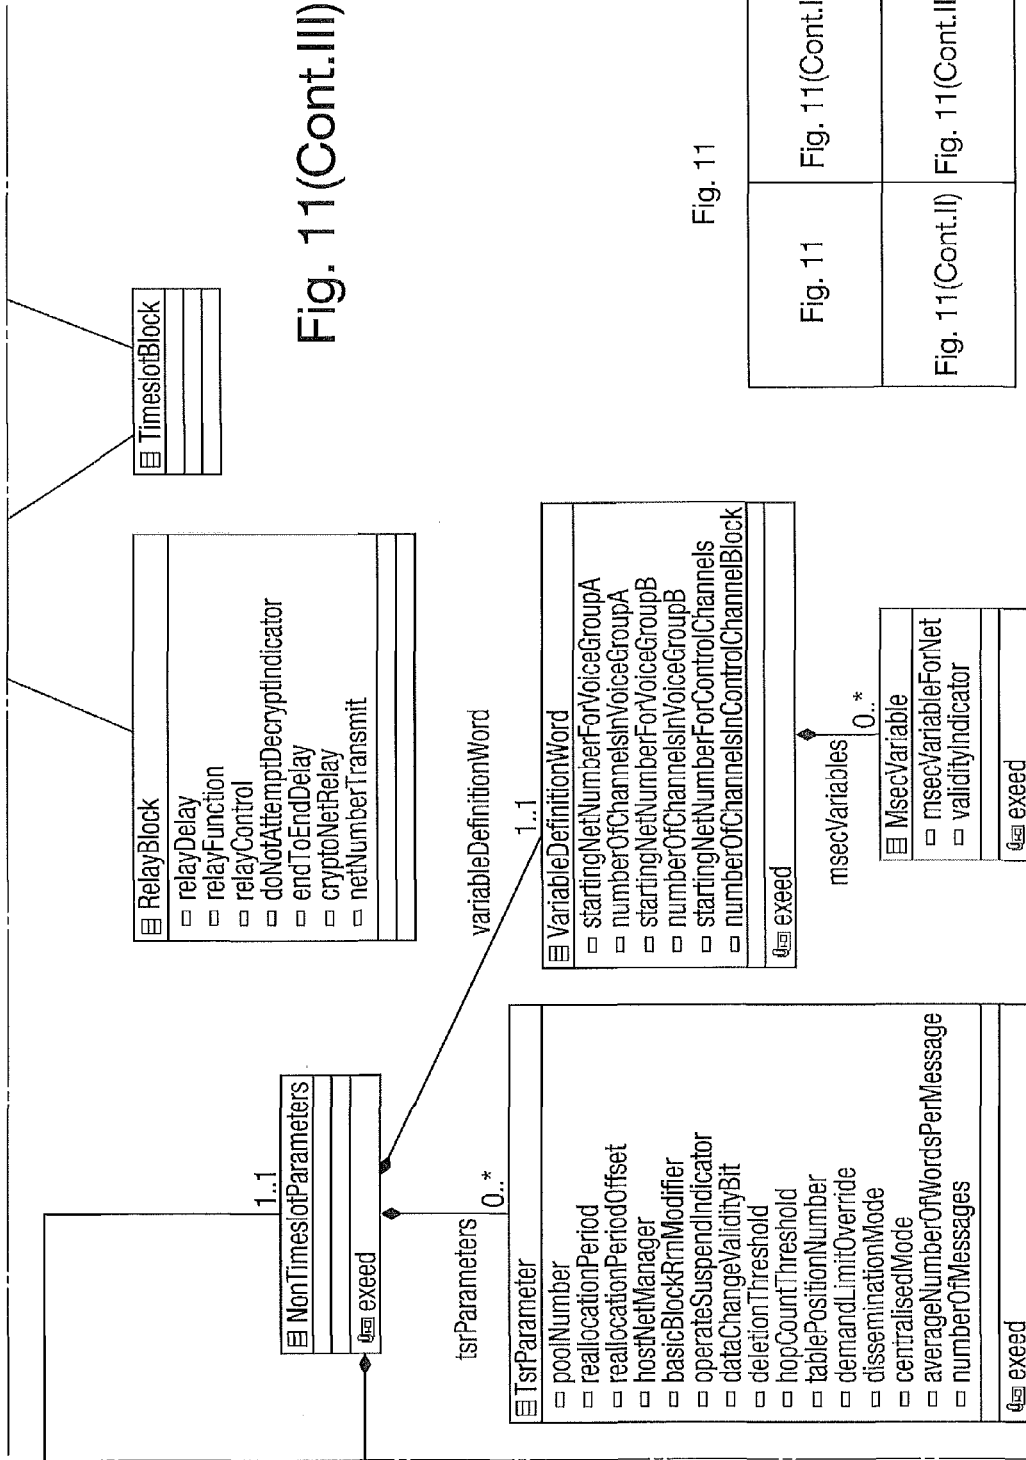 1..1
NonTimeslotParameters
exeed
tsrParameters
0..*
TsrParameter
poolNumber
reallocationPeriod
reallocationPeriodOffset
hostNetManager
basicBlockRrnModifier
operateSuspendIndicator
dataChangeValidityBit
deletionThreshold
hopCountThreshold
tablePositionNumber
demandLimitOverride
disseminationMode
centralisedMode
averageNumberOfWordsPerMessage
numberOfMessages
exeed
RelayBlock
relayDelay
relayFunction
relayControl
doNotAttemptDecryptIndicator
endToEndDelay
cryptoNetRelay
netNumberTransmit
variableDefinitionWord
1..1
VariableDefinitionWord
startingNetNumberForVoiceGroupA
numberOfChannelsInVoiceGroupA
startingNetNumberForVoiceGroupB
numberOfChannelsInVoiceGroupB
startingNetNumberForControlChannels
numberOfChannelsInControlChannelBlock
exeed
msecVariables
0..*
MsecVariable
msecVariableForNet
validityIndicator
exeed
TimeslotBlock
Fig. 11(Cont.III)
Fig. 11
Fig. 11
Fig. 11(Cont.I
Fig. 11(Cont.II)
Fig. 11(Cont.II